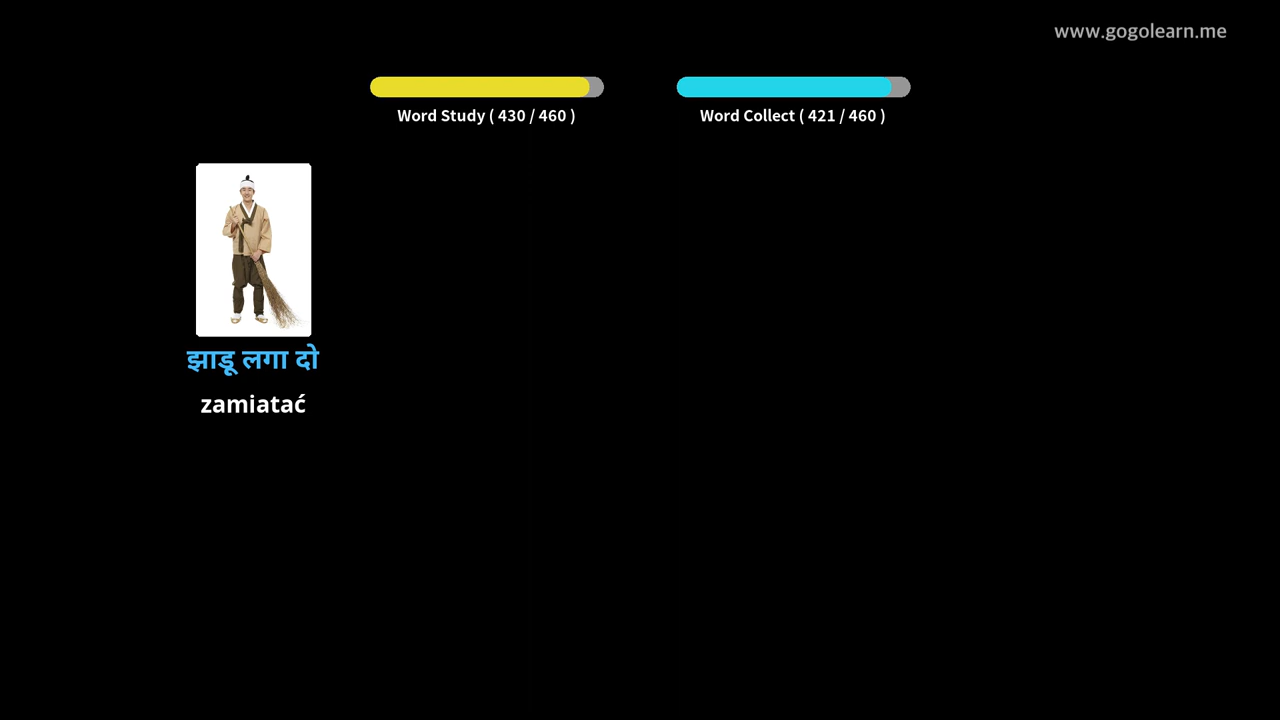 www.gogolearn.me
Word Study ( 430 / 460 )
Word Collect ( 421 / 460 )
झाडू लगा दो
zamiatać